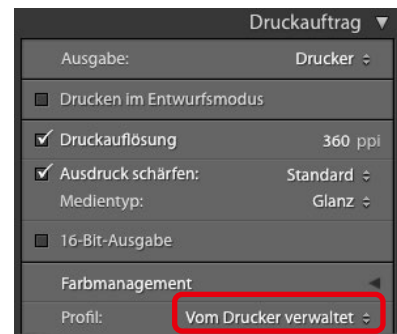 Druckauftrag ▼
Ausgabe: Drucker
Drucken im Entwurfsmodus
Druckauflösung 360 ppi
Ausdruck schärfen: Standard
Medientyp: Glanz
16-Bit-Ausgabe
Farbmanagement
Profil: Vom Drucker verwaltet